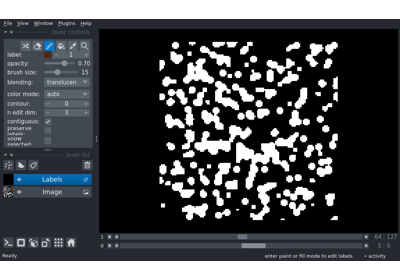 File View Window Plugins Help
layer controls
label: 1
opacity: 0.70
brush size: 15
blending: translucen
color mode: auto
contour: 0
n edit dim: 3
contiguous:
preserve labels:
show selected:
layer list
Labels
Image
1 64 127
0 5 9
Ready enter paint or fill mode to edit labels activity